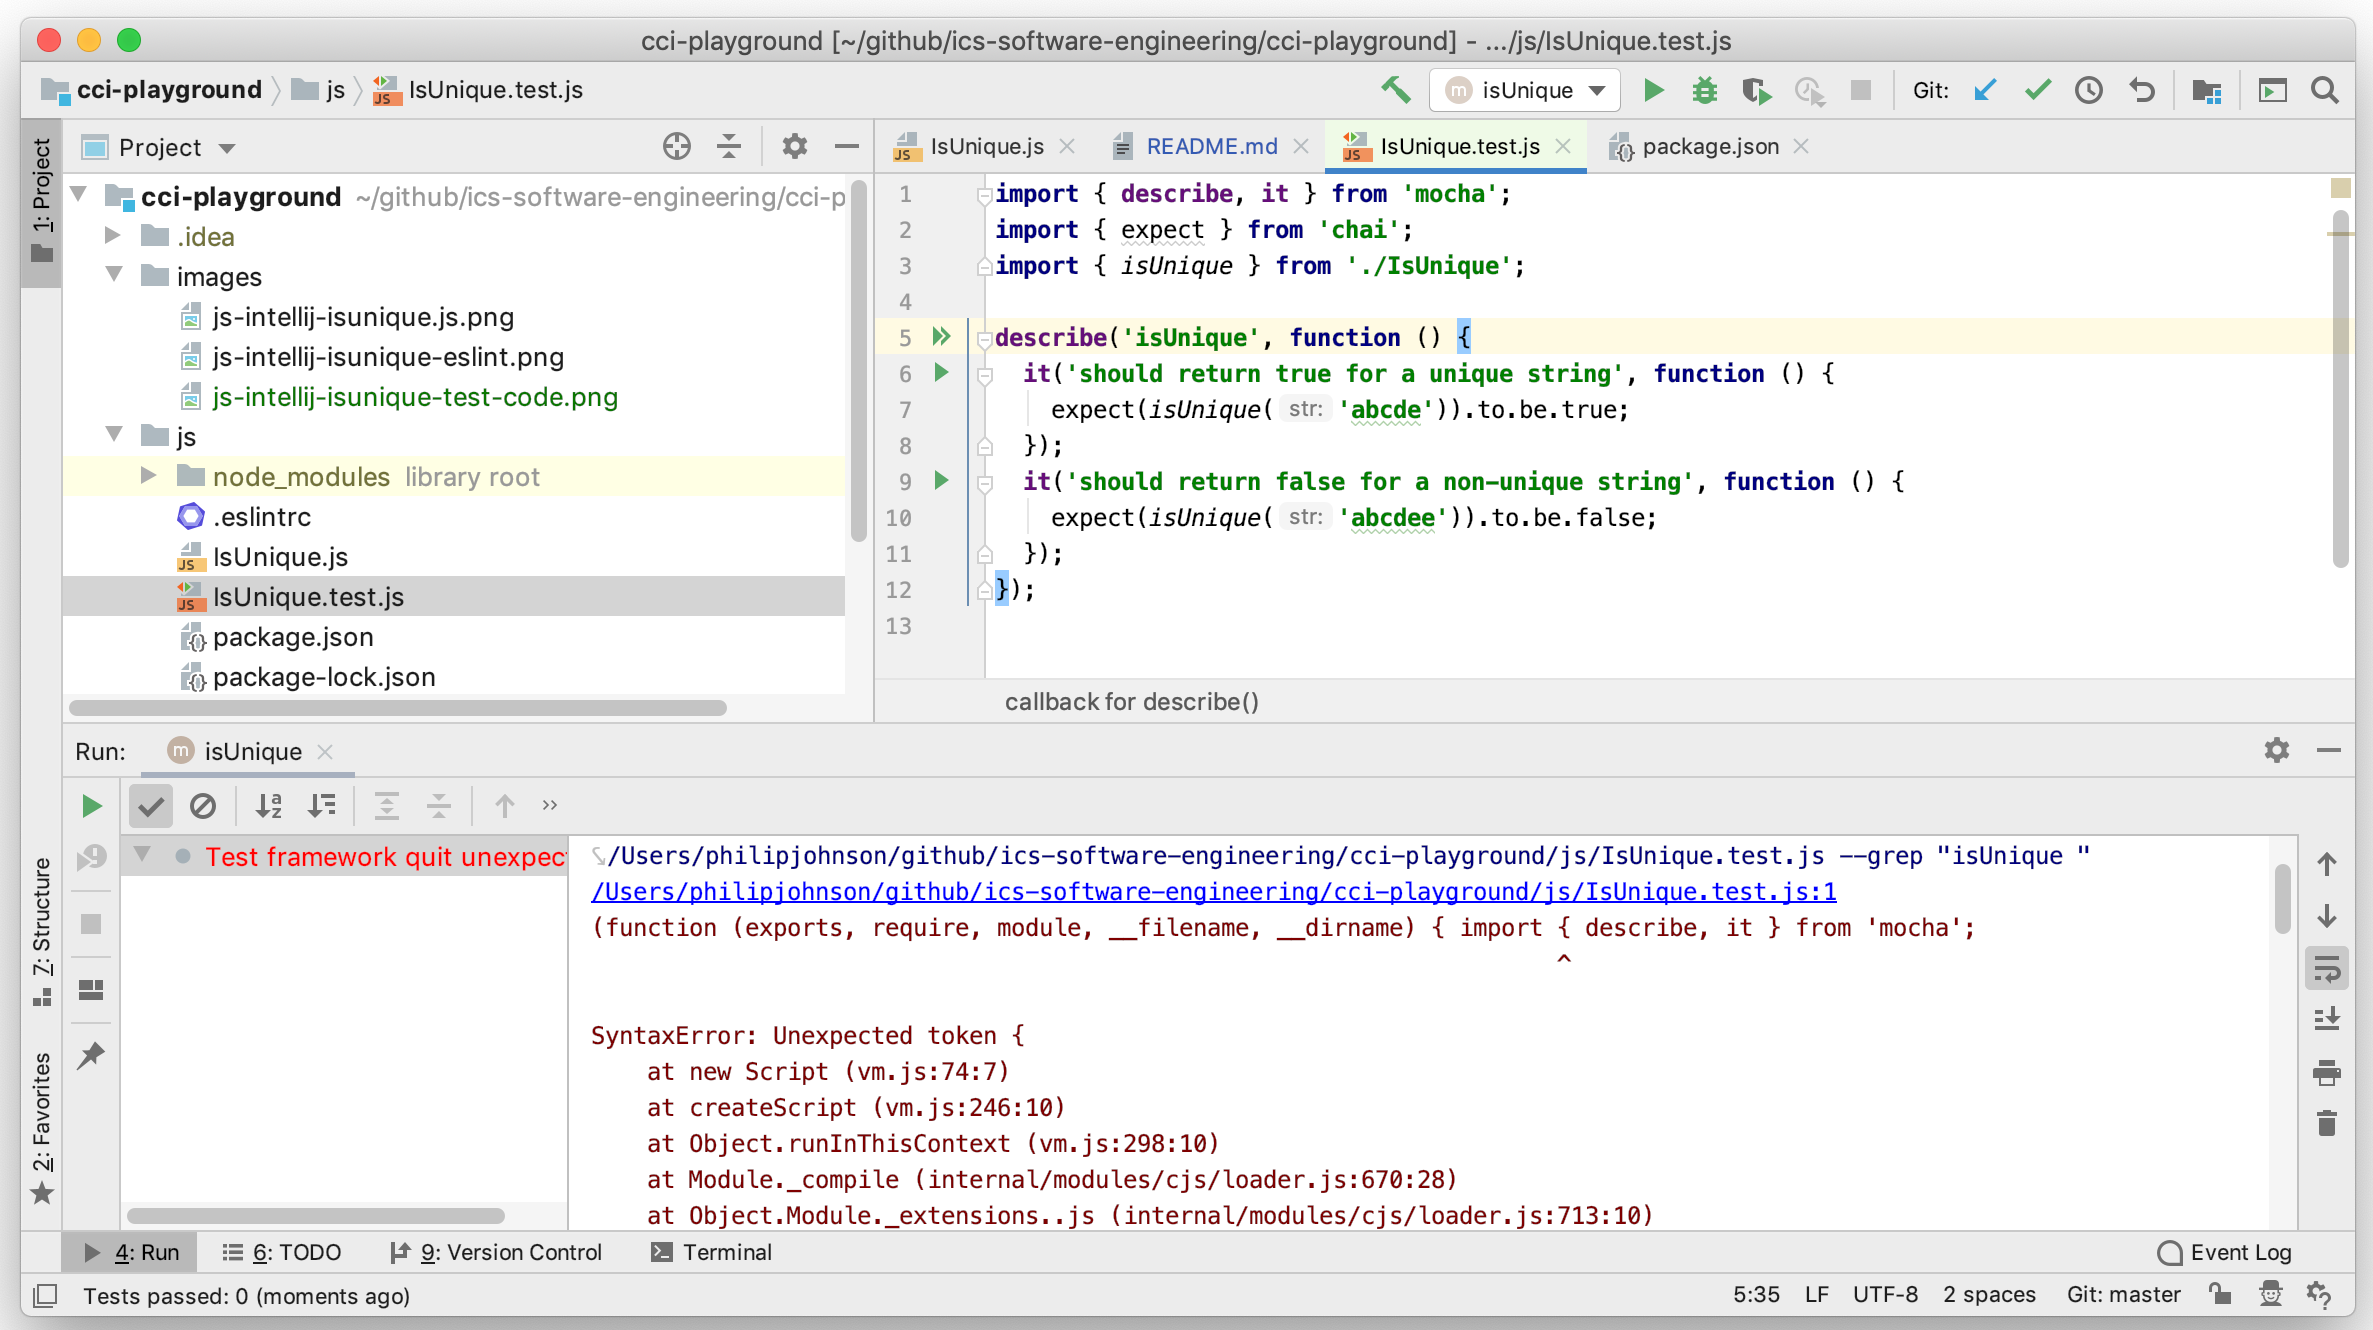 cci-playground [~/github/ics-software-engineering/cci-playground] - .../js/IsUnique.test.js
cci-playground js IsUnique.test.js isUnique Git:
1: Project
Project
IsUnique.js README.md IsUnique.test.js package.json
cci-playground ~/github/ics-software-engineering/cci-p
.idea
images
js-intellij-isunique.js.png
js-intellij-isunique-eslint.png
js-intellij-isunique-test-code.png
js
node_modules library root
.eslintrc
IsUnique.js
IsUnique.test.js
package.json
package-lock.json
1 import { describe, it } from 'mocha';
2 import { expect } from 'chai';
3 import { isUnique } from './IsUnique';
4
5 describe('isUnique', function () {
6 it('should return true for a unique string', function () {
7 expect(isUnique( str: 'abcde')).to.be.true;
8 });
9 it('should return false for a non-unique string', function () {
10 expect(isUnique( str: 'abcdee')).to.be.false;
11 });
12 });
13
callback for describe()
Run: isUnique
7: Structure
2: Favorites
Test framework quit unexpec
/Users/philipjohnson/github/ics-software-engineering/cci-playground/js/IsUnique.test.js --grep "isUnique "
/Users/philipjohnson/github/ics-software-engineering/cci-playground/js/IsUnique.test.js:1
(function (exports, require, module, __filename, __dirname) { import { describe, it } from 'mocha';
^
SyntaxError: Unexpected token {
at new Script (vm.js:74:7)
at createScript (vm.js:246:10)
at Object.runInThisContext (vm.js:298:10)
at Module._compile (internal/modules/cjs/loader.js:670:28)
at Object.Module._extensions..js (internal/modules/cjs/loader.js:713:10)
4: Run 6: TODO 9: Version Control Terminal Event Log
Tests passed: 0 (moments ago) 5:35 LF UTF-8 2 spaces Git: master